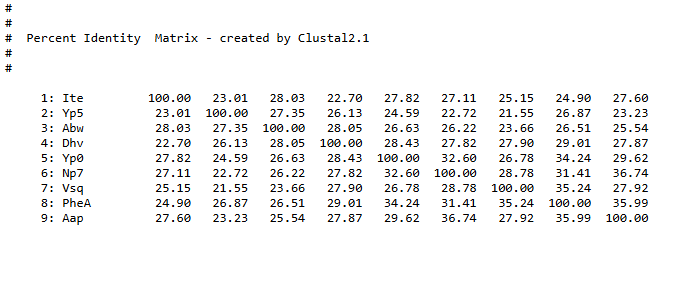 #
#
#  Percent Identity  Matrix - created by Clustal2.1
#
#
1: Ite         100.00   23.01   28.03   22.70   27.82   27.11   25.15   24.90   27.60
2: Yp5          23.01  100.00   27.35   26.13   24.59   22.72   21.55   26.87   23.23
3: Abw          28.03   27.35  100.00   28.05   26.63   26.22   23.66   26.51   25.54
4: Dhv          22.70   26.13   28.05  100.00   28.43   27.82   27.90   29.01   27.87
5: Yp0          27.82   24.59   26.63   28.43  100.00   32.60   26.78   34.24   29.62
6: Np7          27.11   22.72   26.22   27.82   32.60  100.00   28.78   31.41   36.74
7: Vsq          25.15   21.55   23.66   27.90   26.78   28.78  100.00   35.24   27.92
8: PheA         24.90   26.87   26.51   29.01   34.24   31.41   35.24  100.00   35.99
9: Aap          27.60   23.23   25.54   27.87   29.62   36.74   27.92   35.99  100.00